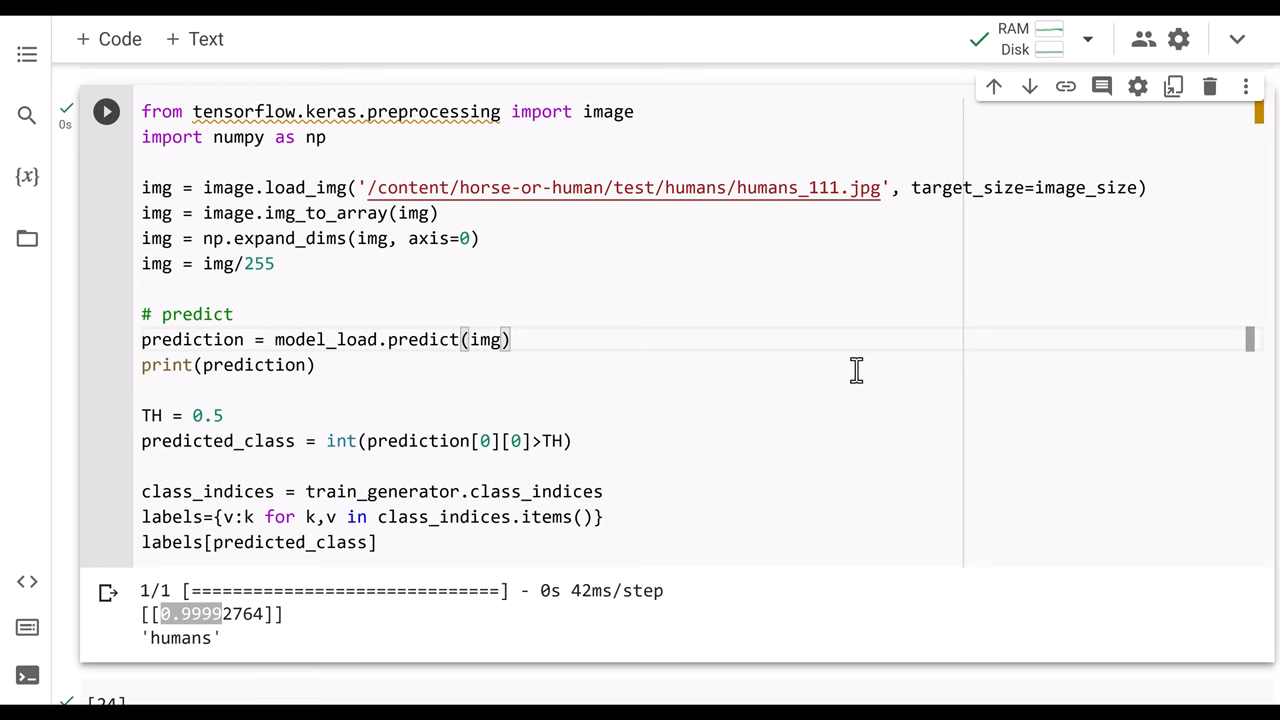 + Code + Text
RAM
Disk
0s
{x}
from tensorflow.keras.preprocessing import image
import numpy as np
img = image.load_img('/content/horse-or-human/test/humans/humans_111.jpg', target_size=image_size)
img = image.img_to_array(img)
img = np.expand_dims(img, axis=0)
img = img/255
# predict
prediction = model_load.predict(img)
print(prediction)
TH = 0.5
predicted_class = int(prediction[0][0]>TH)
class_indices = train_generator.class_indices
labels={v:k for k,v in class_indices.items()}
labels[predicted_class]
1/1 [==============================] - 0s 42ms/step
[[0.99992764]]
'humans'
[24]